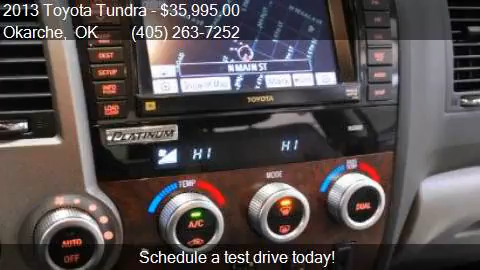 2013 Toyota Tundra - $35,995.00
Okarche, OK (405) 263-7252
DEST
SETUP
INFO
LOAD
N MAIN ST
TOYOTA
PLATINUM
HI HI
TEMP
MODE
A/C
DUAL
AUTO
OFF
Schedule a test drive today!